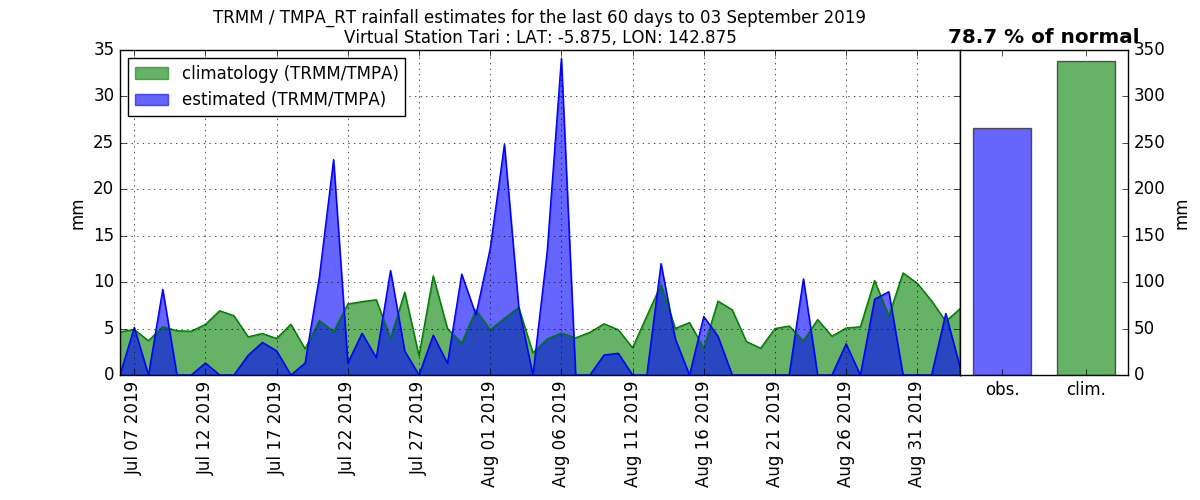 TRMM / TMPA_RT rainfall estimates for the last 60 days to 03 September 2019
Virtual Station Tari : LAT: -5.875, LON: 142.875
78.7 % of normal
climatology (TRMM/TMPA)
estimated (TRMM/TMPA)
35
30
25
20
15
10
5
0
mm
Jul 07 2019
Jul 12 2019
Jul 17 2019
Jul 22 2019
Jul 27 2019
Aug 01 2019
Aug 06 2019
Aug 11 2019
Aug 16 2019
Aug 21 2019
Aug 26 2019
Aug 31 2019
obs.
clim.
350
300
250
200
150
100
50
0
mm